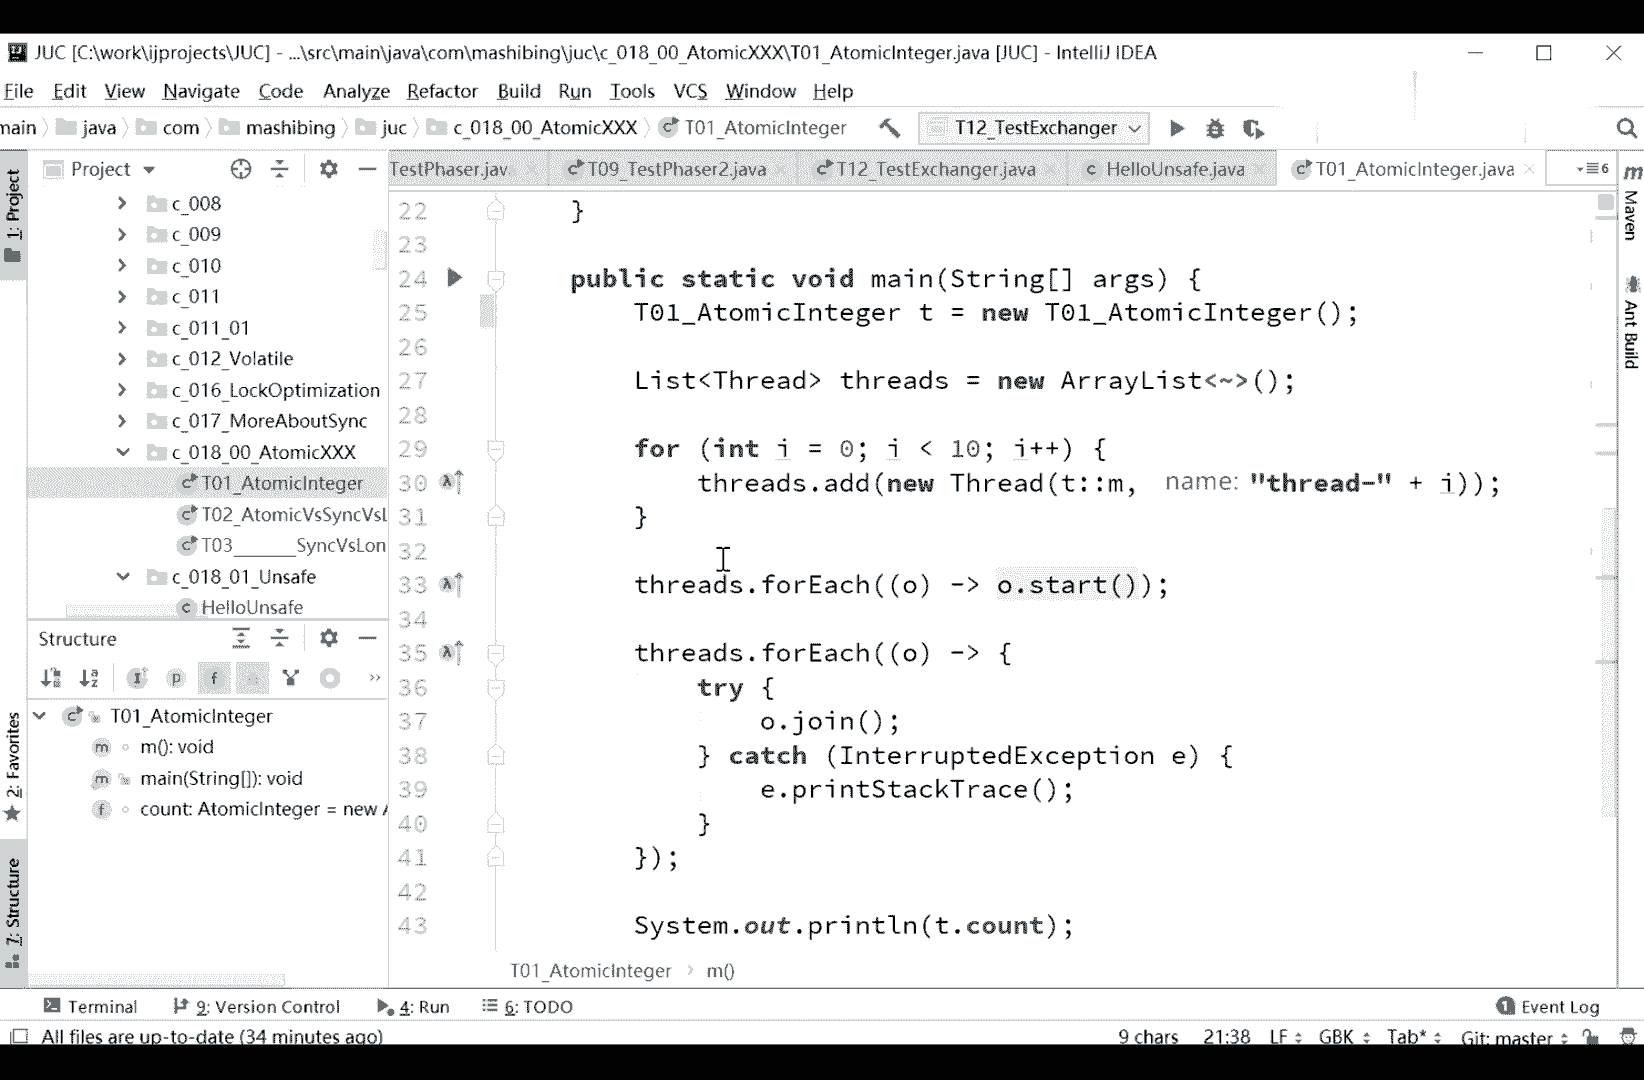 JUC [C:\work\ijprojects\JUC] - ...\src\main\java\com\mashibing\juc\c_018_00_AtomicXXX\T01_AtomicInteger.java [JUC] - IntelliJ IDEA
File Edit View Navigate Code Analyze Refactor Build Run Tools VCS Window Help
main java com mashibing juc c_018_00_AtomicXXX T01_AtomicInteger T12_TestExchanger
Project
TestPhaser.jav T09_TestPhaser2.java T12_TestExchanger.java HelloUnsafe.java T01_AtomicInteger.java 6
1: Project
c_008
c_009
c_010
c_011
c_011_01
c_012_Volatile
c_016_LockOptimization
c_017_MoreAboutSync
c_018_00_AtomicXXX
T01_AtomicInteger
T02_AtomicVsSyncVsL
T03______SyncVsLon
c_018_01_Unsafe
HelloUnsafe
Structure
T01_AtomicInteger
m(): void
main(String[]): void
count: AtomicInteger = new A
2: Favorites
7: Structure
22 }
23
24 public static void main(String[] args) {
25 T01_AtomicInteger t = new T01_AtomicInteger();
26
27 List<Thread> threads = new ArrayList<~>();
28
29 for (int i = 0; i < 10; i++) {
30 threads.add(new Thread(t::m, name: "thread-" + i));
31 }
32
33 threads.forEach((o) -> o.start());
34
35 threads.forEach((o) -> {
36 try {
37 o.join();
38 } catch (InterruptedException e) {
39 e.printStackTrace();
40 }
41 });
42
43 System.out.println(t.count);
T01_AtomicInteger m()
m Maven
Ant Build
Terminal 9: Version Control 4: Run 6: TODO 1 Event Log
All files are up-to-date (34 minutes ago) 9 chars 21:38 LF GBK Tab* Git: master